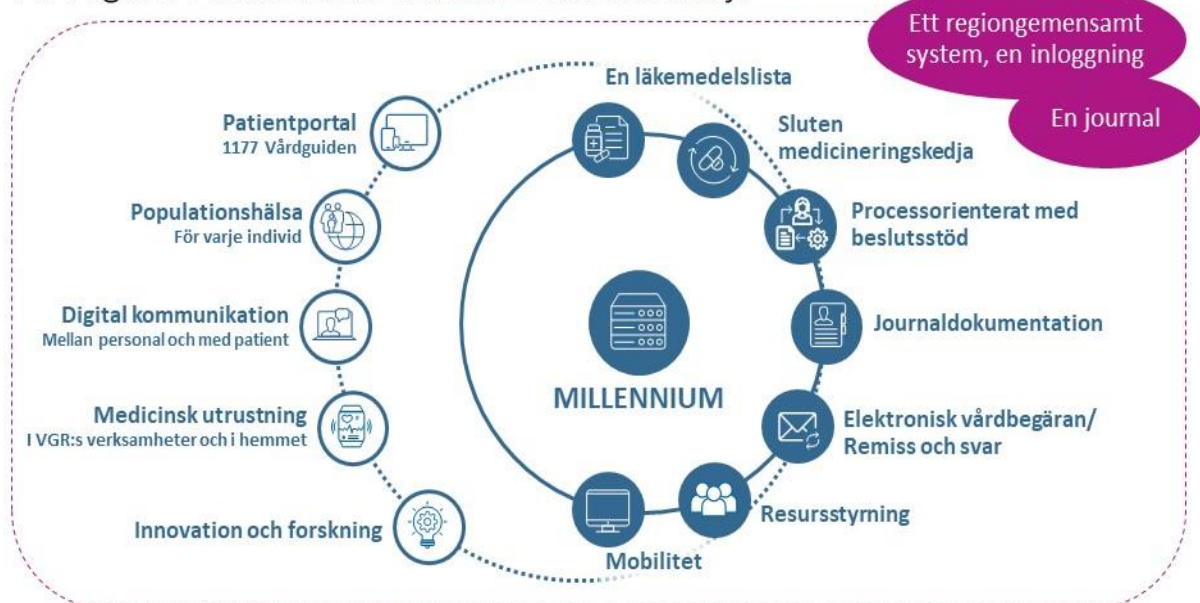 Ett regiongemensamt
system, en inloggning
En journal
En läkemedelslista
Sluten
medicineringskedja
Processorienterat med
beslutsstöd
Journaldokumentation
Elektronisk vårdbegäran/
Remiss och svar
Resursstyrning
Mobilitet
MILLENNIUM
Patientportal
1177 Vårdguiden
Populationshälsa
För varje individ
Digital kommunikation
Mellan personal och med patient
Medicinsk utrustning
I VGR:s verksamheter och i hemmet
Innovation och forskning